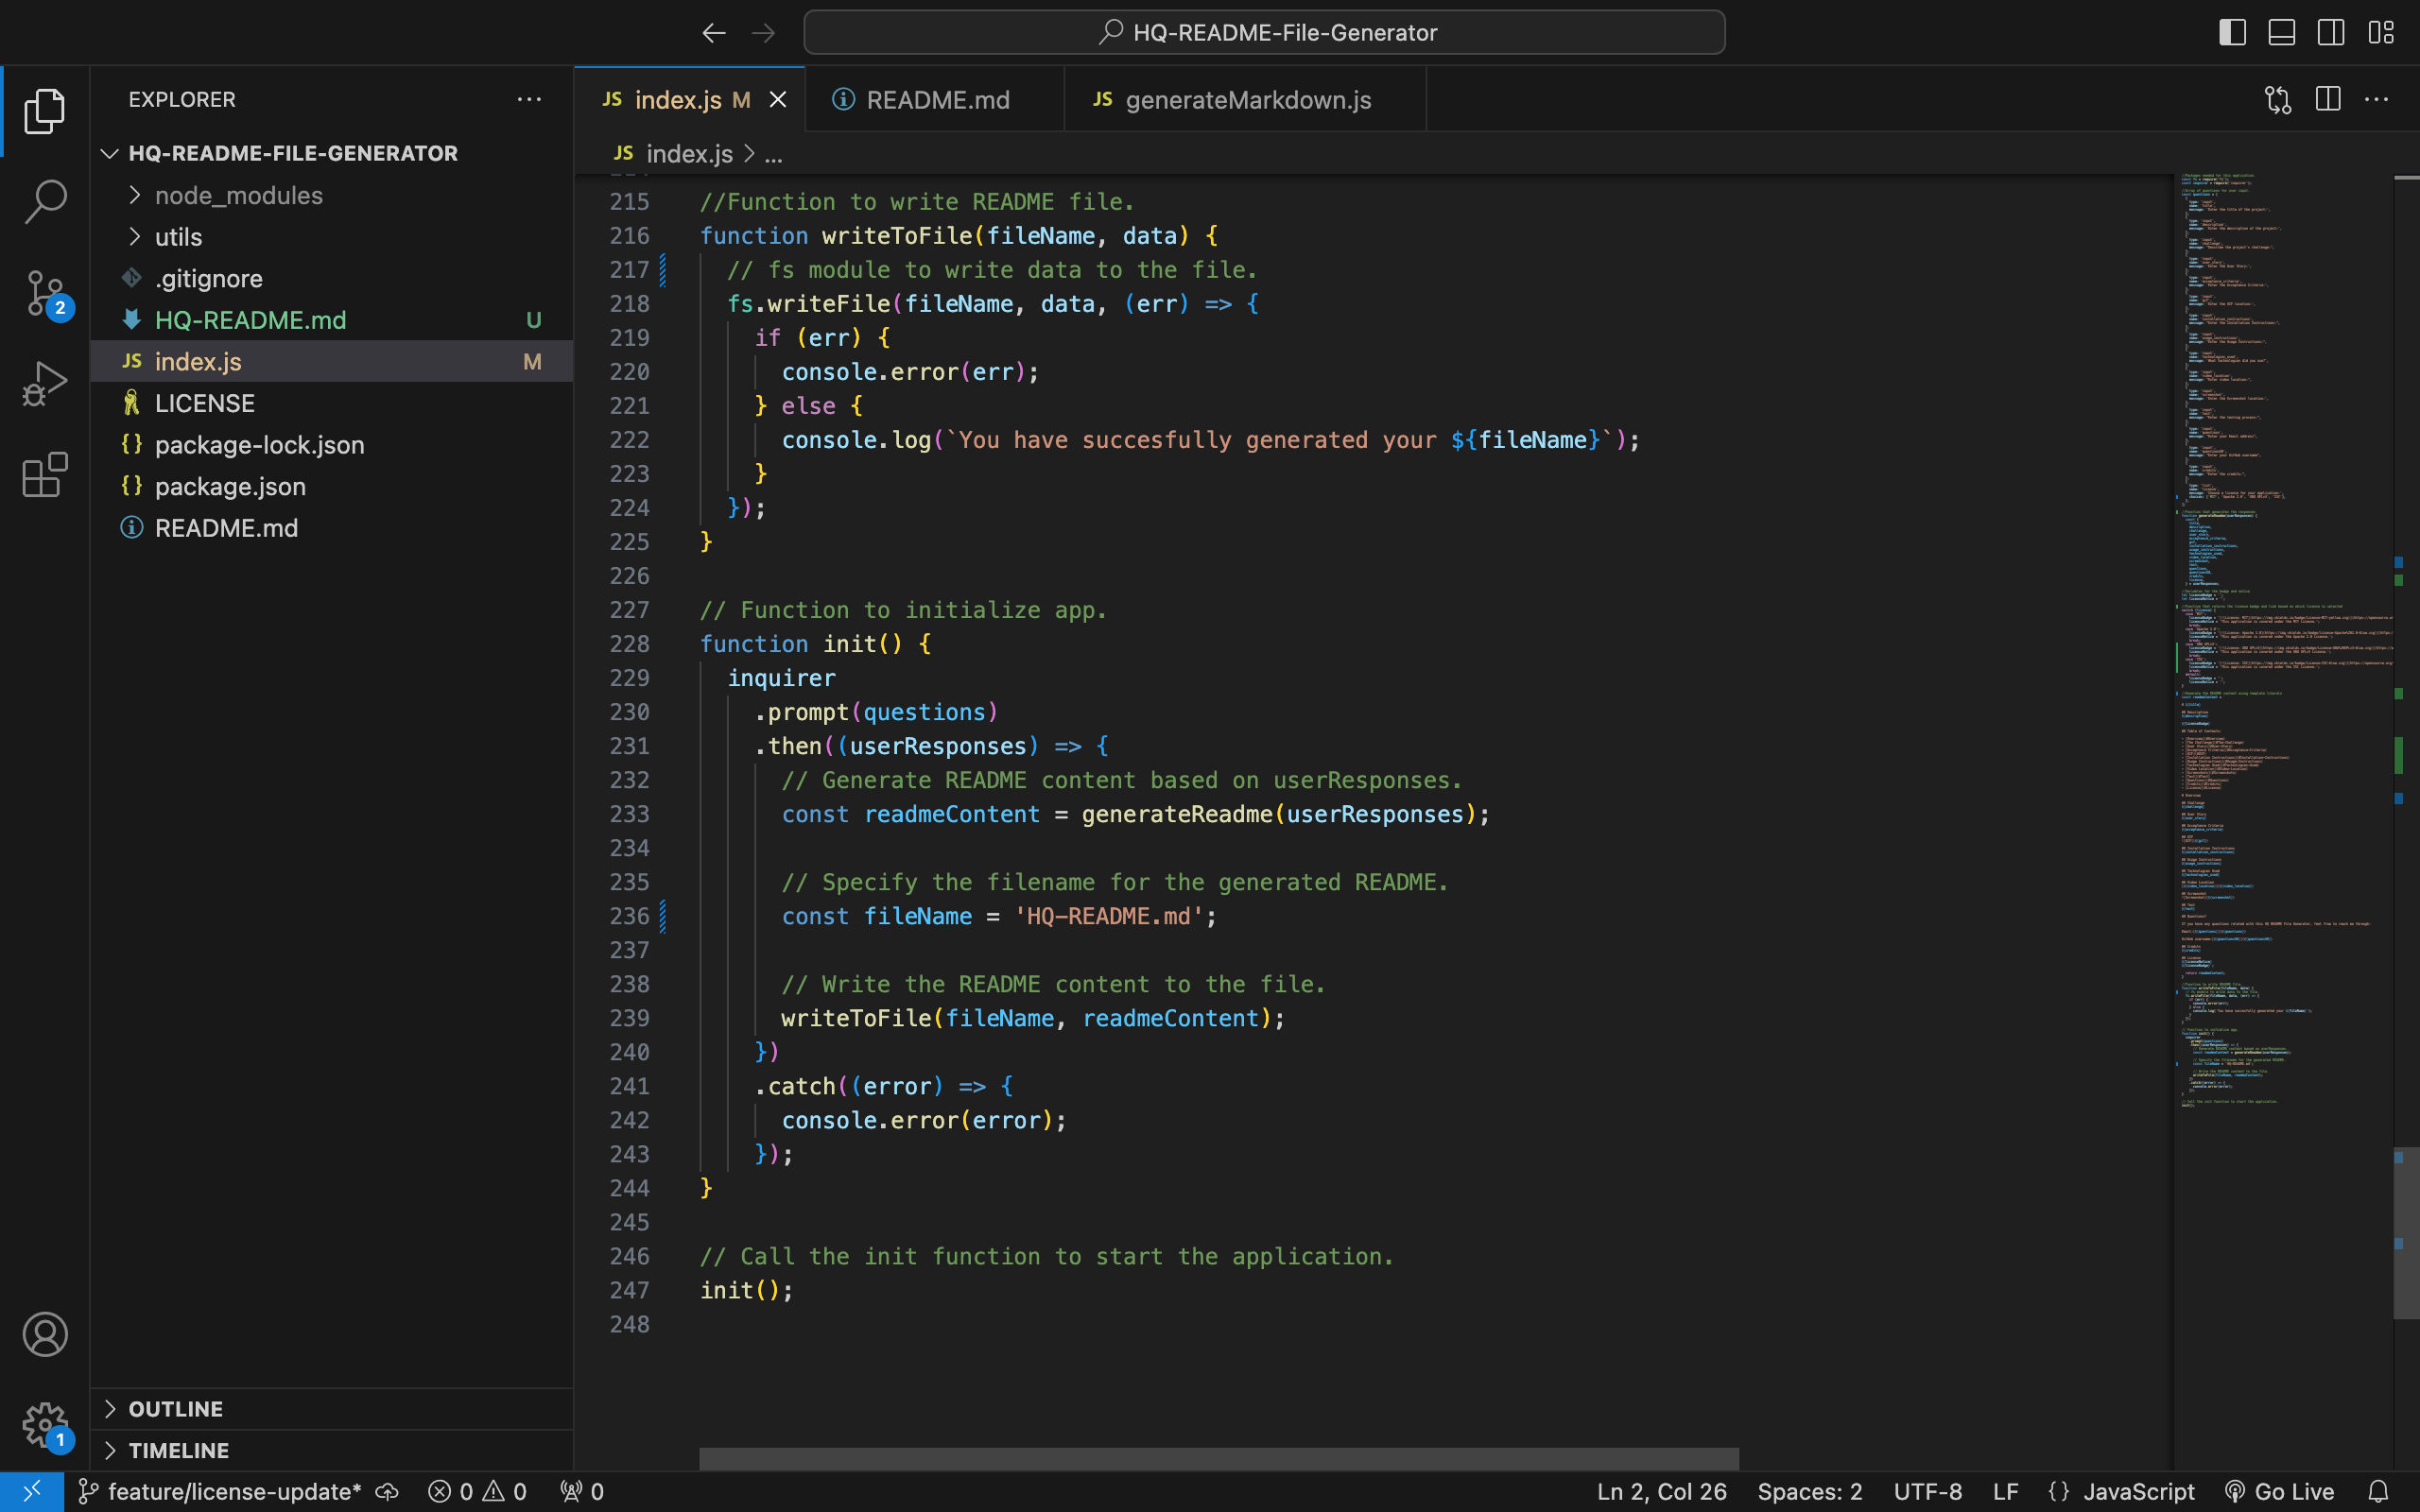 HQ-README-File-Generator
EXPLORER
HQ-README-FILE-GENERATOR
node_modules
utils
.gitignore
HQ-README.md U
JS index.js M
LICENSE
{} package-lock.json
{} package.json
README.md
OUTLINE
TIMELINE
2
1
JS index.js M
README.md
JS generateMarkdown.js
JS index.js > ...
215 //Function to write README file.
216 function writeToFile(fileName, data) {
217 // fs module to write data to the file.
218 fs.writeFile(fileName, data, (err) => {
219 if (err) {
220 console.error(err);
221 } else {
222 console.log(`You have succesfully generated your ${fileName}`);
223 }
224 });
225 }
226
227 // Function to initialize app.
228 function init() {
229 inquirer
230 .prompt(questions)
231 .then((userResponses) => {
232 // Generate README content based on userResponses.
233 const readmeContent = generateReadme(userResponses);
234
235 // Specify the filename for the generated README.
236 const fileName = 'HQ-README.md';
237
238 // Write the README content to the file.
239 writeToFile(fileName, readmeContent);
240 })
241 .catch((error) => {
242 console.error(error);
243 });
244 }
245
246 // Call the init function to start the application.
247 init();
248
feature/license-update* 0 0 0 Ln 2, Col 26 Spaces: 2 UTF-8 LF {} JavaScript Go Live